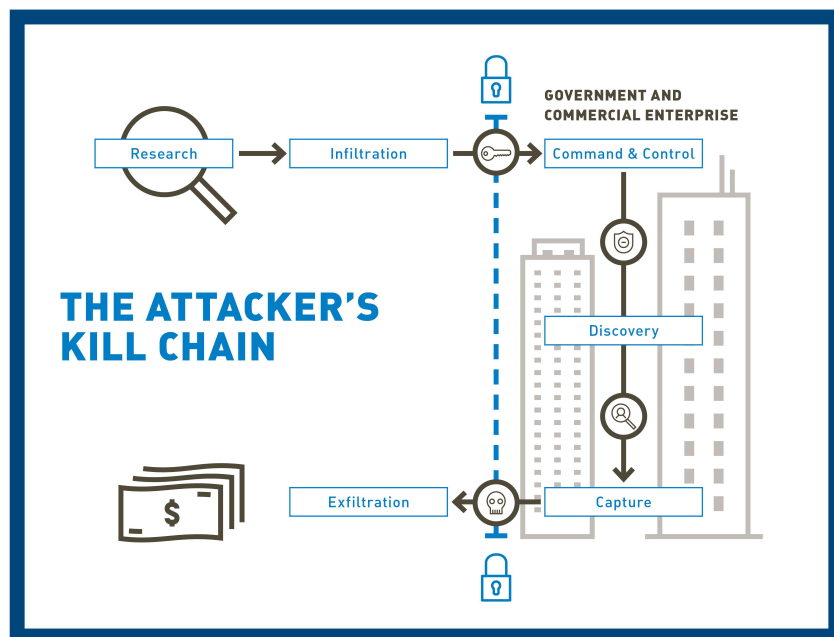 GOVERNMENT AND
COMMERCIAL ENTERPRISE
Research
Infiltration
Command & Control
THE ATTACKER’S
KILL CHAIN
Discovery
$
Exfiltration
Capture